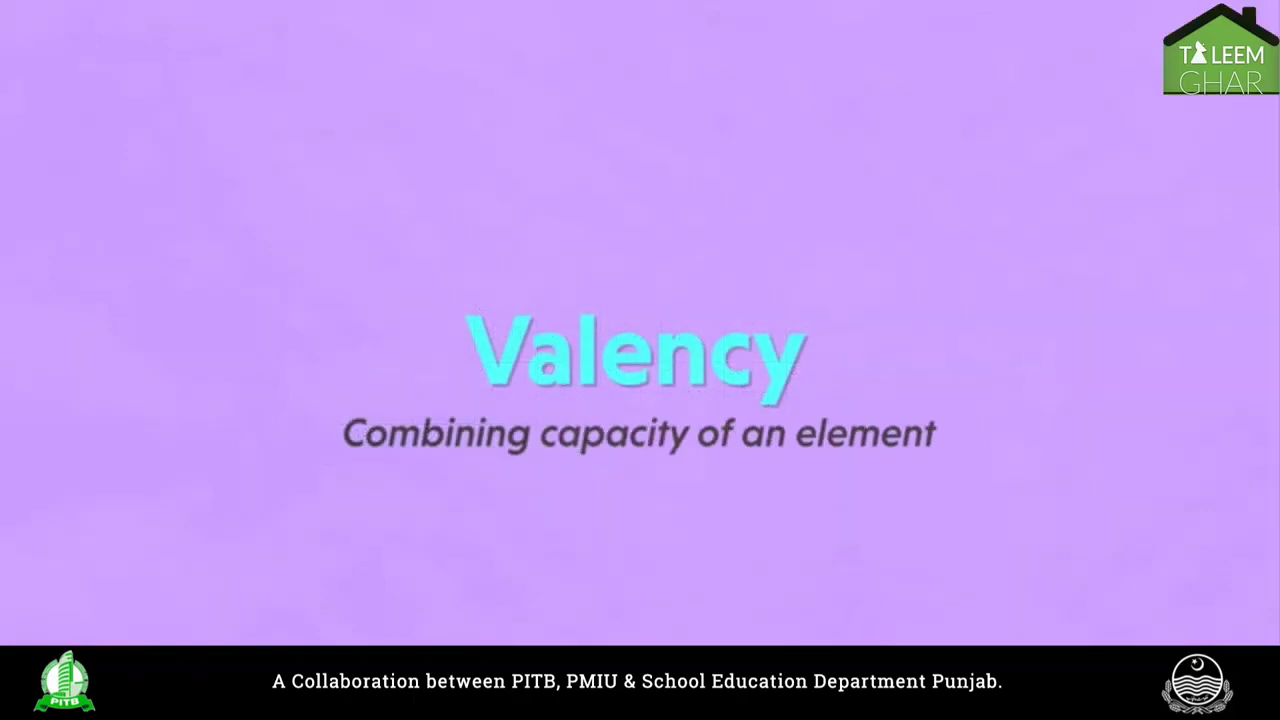 TALEEM
GHAR
Valency
Combining capacity of an element
PITB
A Collaboration between PITB, PMIU & School Education Department Punjab.